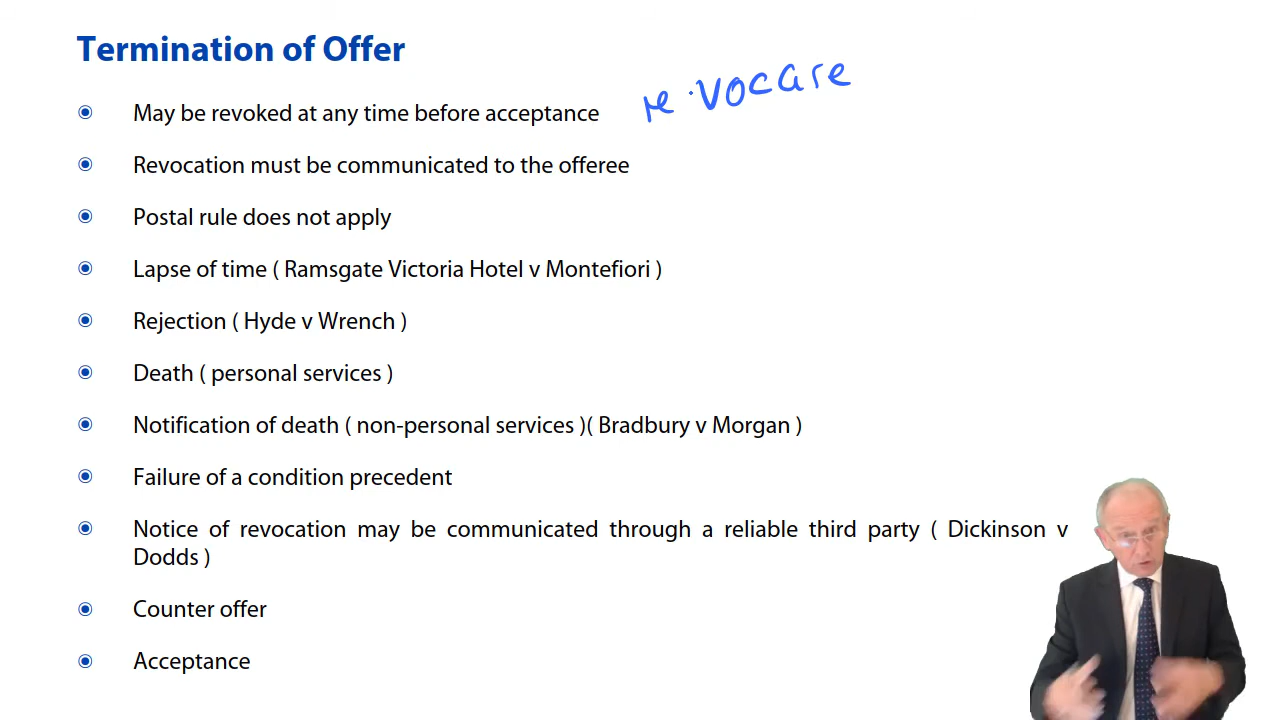 Termination of Offer
May be revoked at any time before acceptance
re.vocare
Revocation must be communicated to the offeree
Postal rule does not apply
Lapse of time ( Ramsgate Victoria Hotel v Montefiori )
Rejection ( Hyde v Wrench )
Death ( personal services )
Notification of death ( non-personal services )( Bradbury v Morgan )
Failure of a condition precedent
Notice of revocation may be communicated through a reliable third party ( Dickinson v
Dodds )
Counter offer
Acceptance